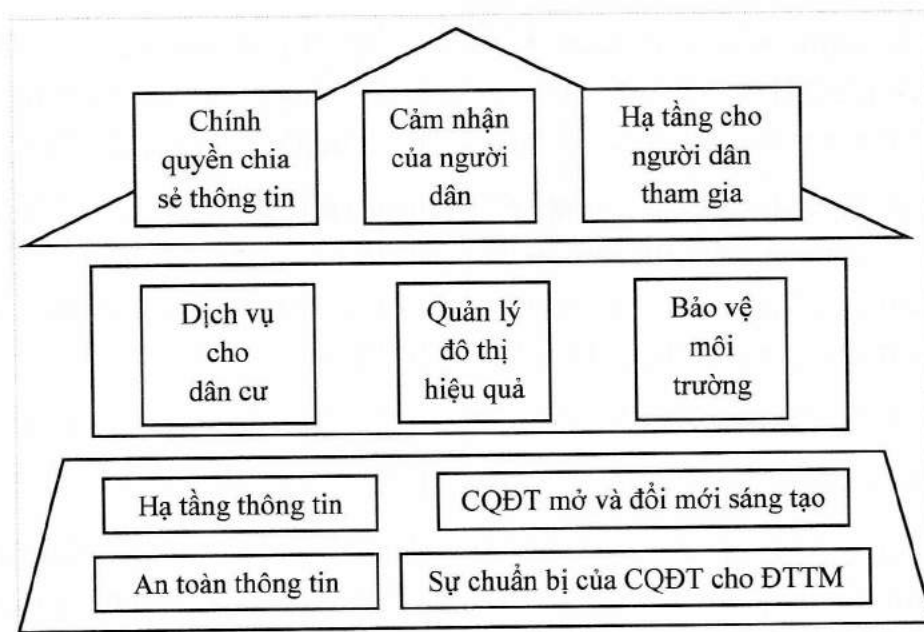 Chính
quyền chia
sẻ thông tin
Cảm nhận
của người
dân
Hạ tầng cho
người dân
tham gia
Dịch vụ
cho
dân cư
Quản lý
đô thị
hiệu quả
Bảo vệ
môi
trường
Hạ tầng thông tin
CQĐT mở và đổi mới sáng tạo
An toàn thông tin
Sự chuẩn bị của CQĐT cho ĐTTM